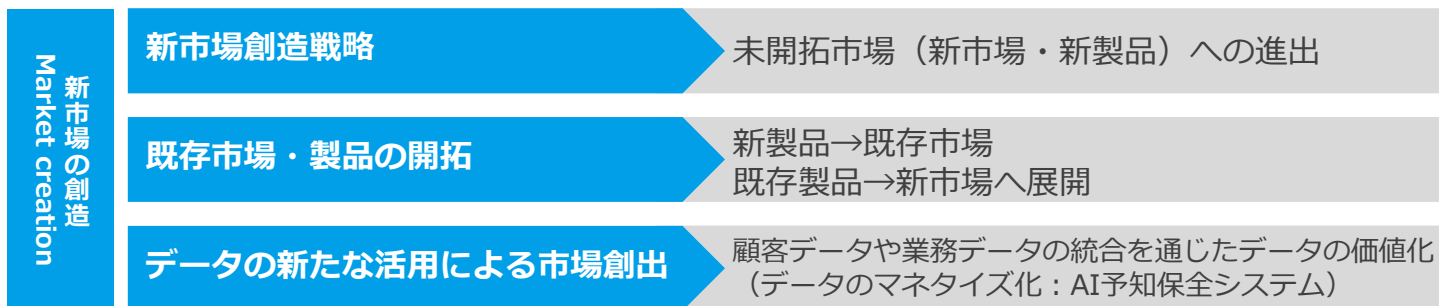 新市場の創造
Market creation
新市場創造戦略
未開拓市場（新市場・新製品）への進出
既存市場・製品の開拓
新製品→既存市場
既存製品→新市場へ展開
データの新たな活用による市場創出
顧客データや業務データの統合を通じたデータの価値化
（データのマネタイズ化：AI予知保全システム）